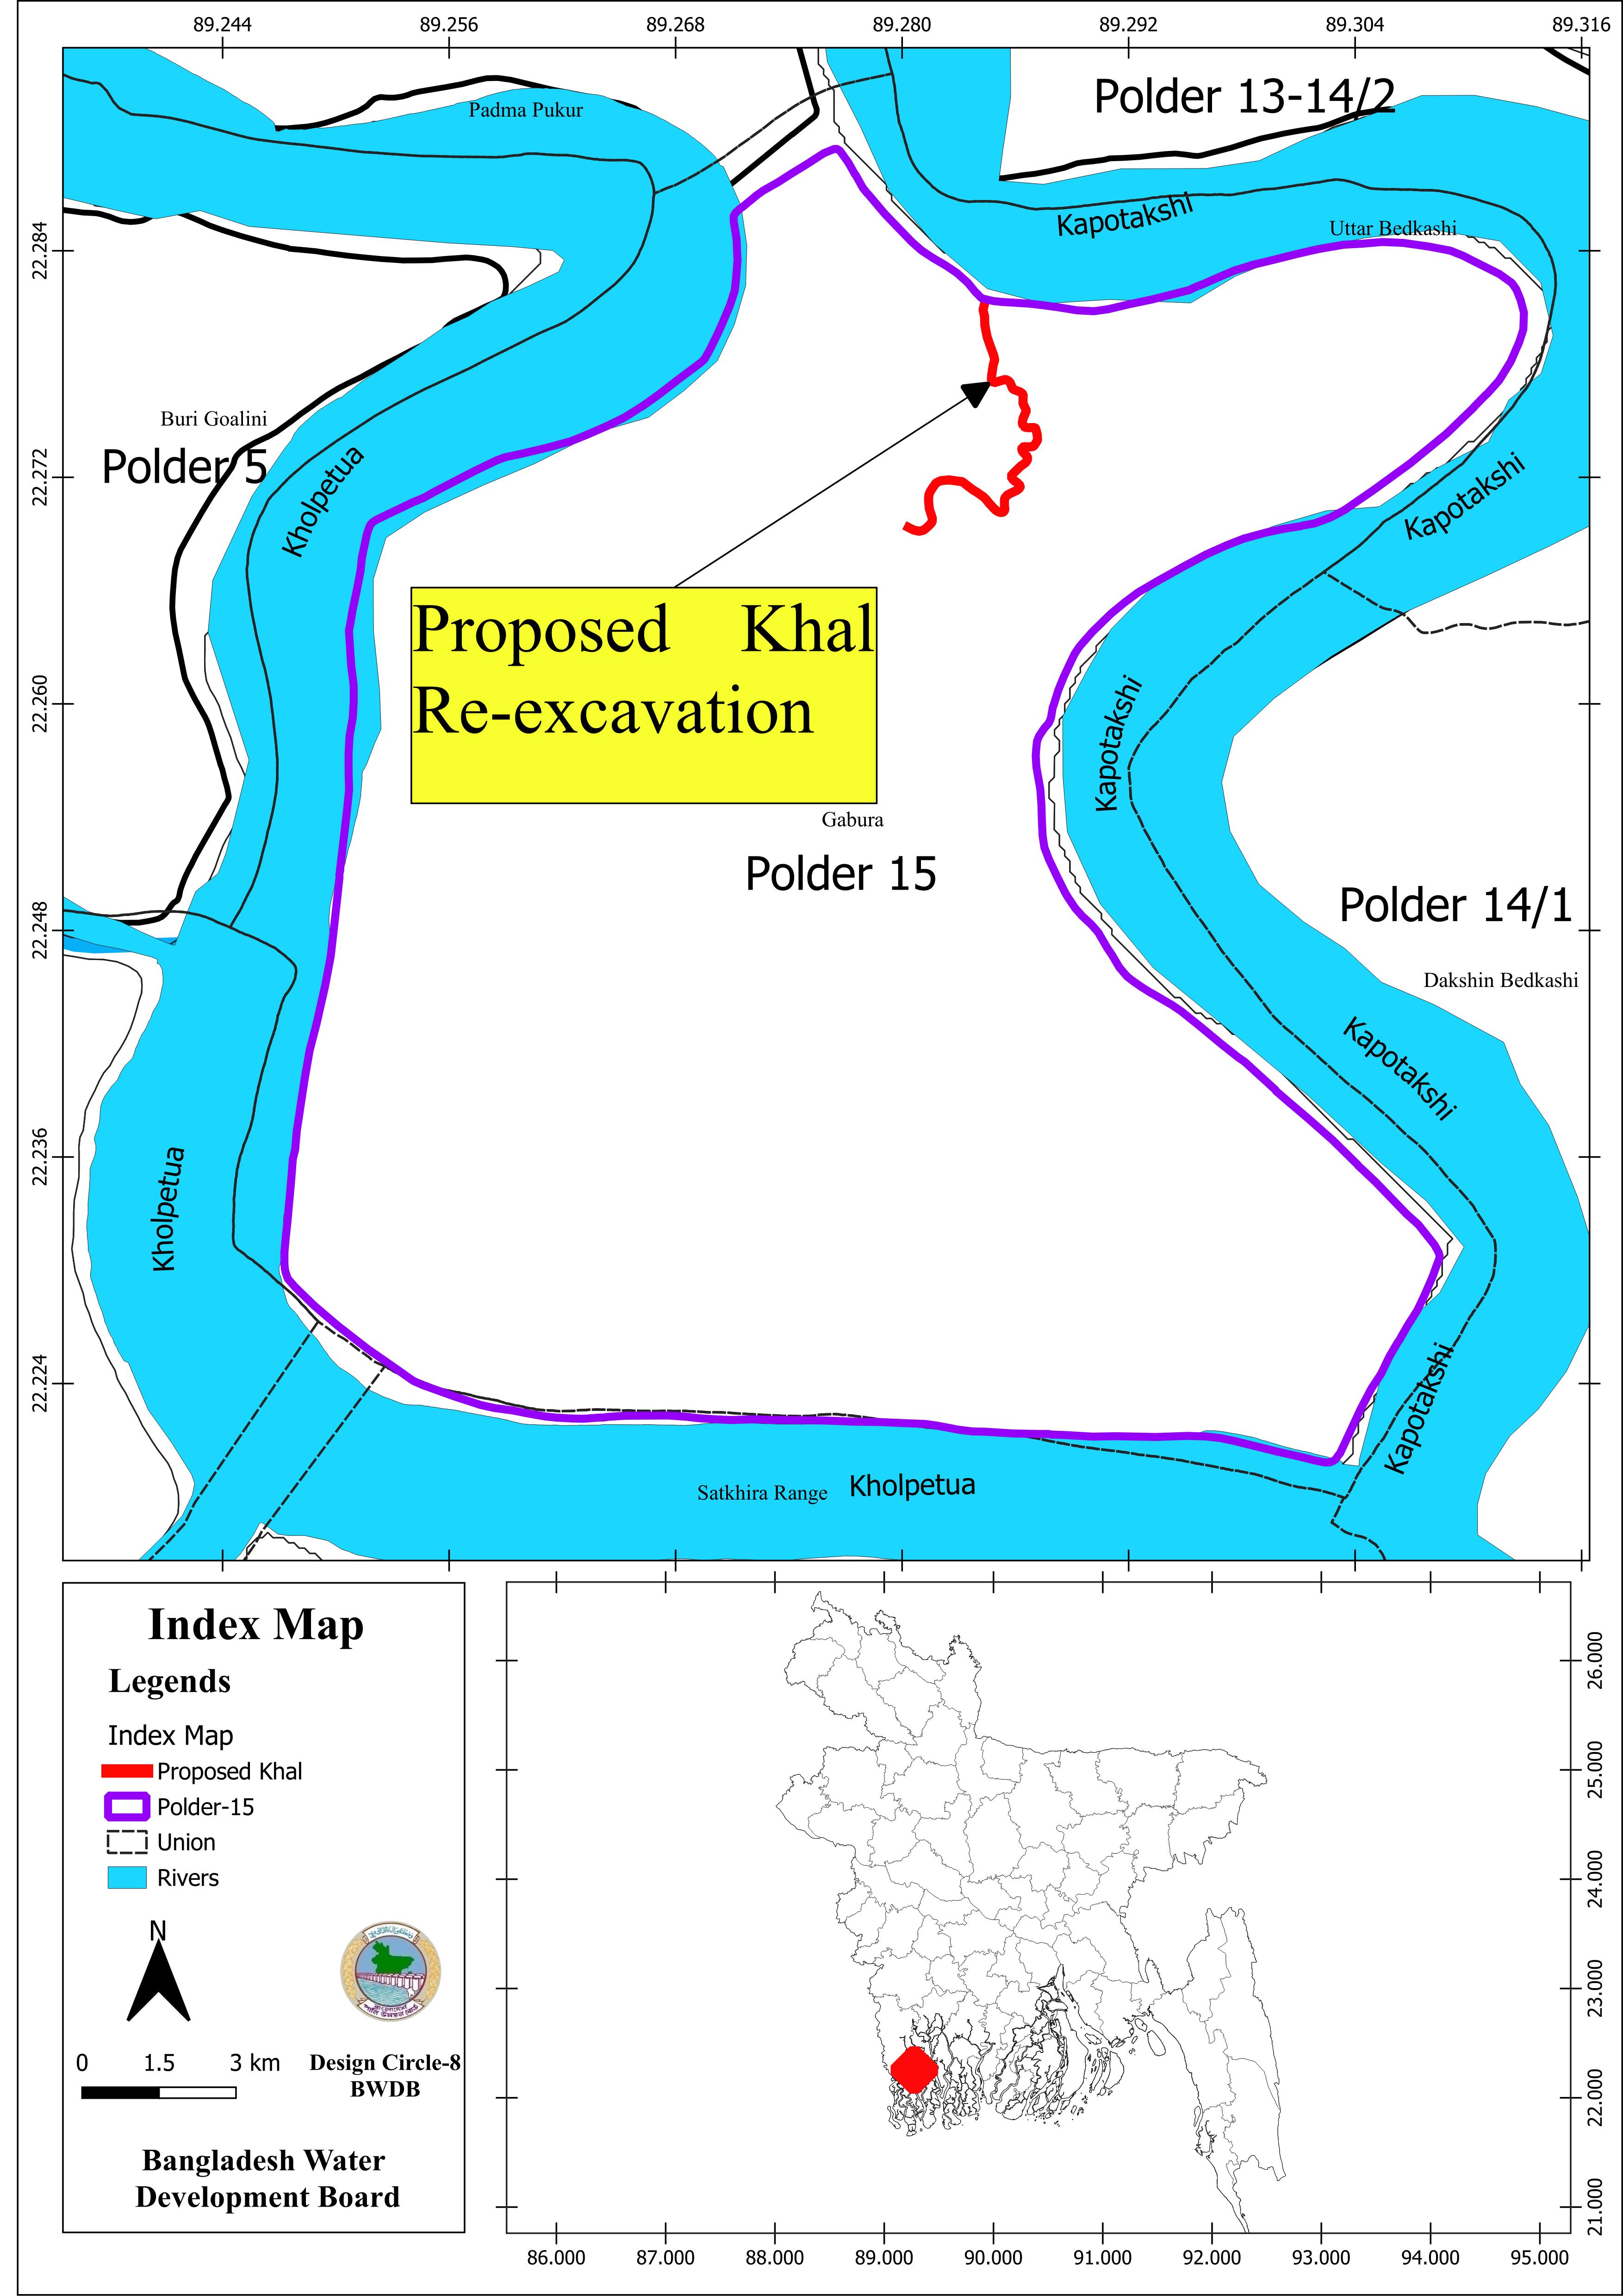 89.244 89.256 89.268 89.280 89.292 89.304 89.316
Padma Pukur
Polder 13-14/2
Kapotakshi
Uttar Bedkashi
22.284
Buri Goalini
Polder 5
Kholpetua
22.272
Kapotakshi
Proposed Khal
Re-excavation
22.260
Kapotakshi
Gabura
Polder 15
Polder 14/1
22.248
Dakshin Bedkashi
Kapotakshi
22.236
Kholpetua
22.224
Kapotakshi
Satkhira Range
Kholpetua
Index Map
Legends
Index Map
Proposed Khal
Polder-15
Union
Rivers
N
0 1.5 3 km
Design Circle-8
BWDB
Bangladesh Water
Development Board
26.000
25.000
24.000
23.000
22.000
21.000
86.000 87.000 88.000 89.000 90.000 91.000 92.000 93.000 94.000 95.000